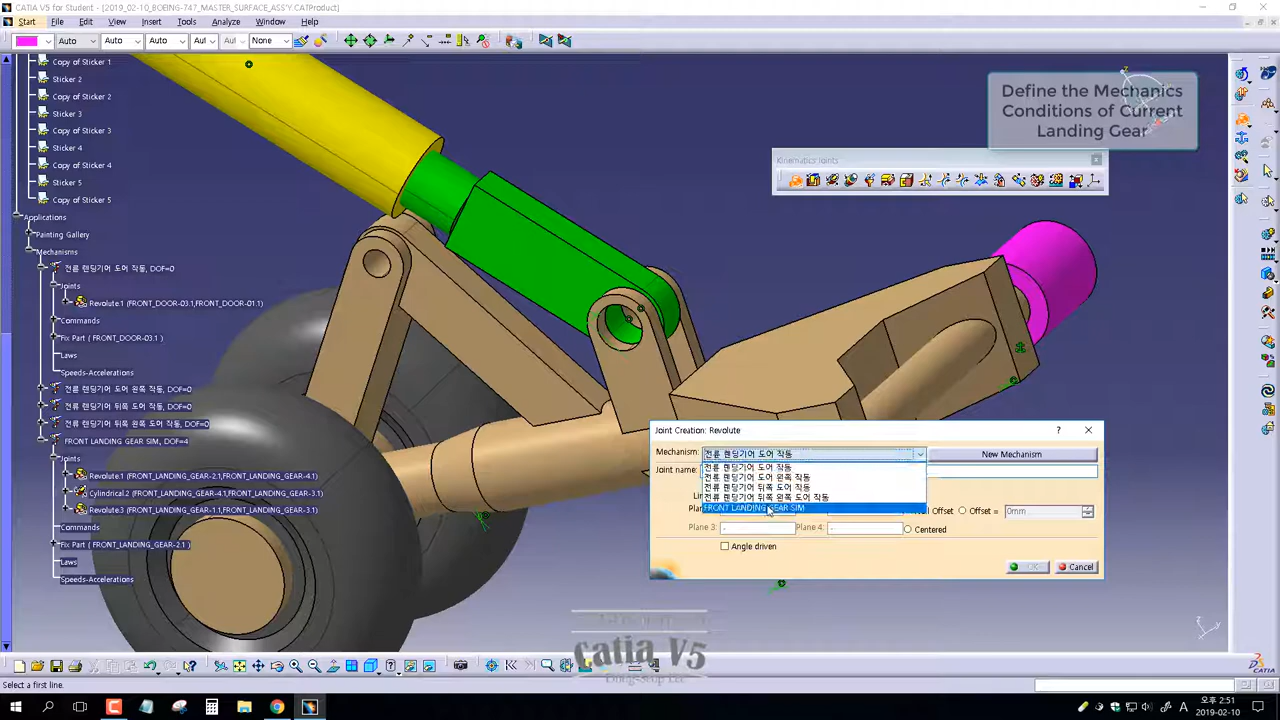 CATIA V5 for Student - [2019_02-10_BOEING-747_MASTER_SURFACE_ASS'Y.CATProduct]
Start File Edit View Insert Tools Analyze Window Help
Auto Auto Auto Aut Aut None
Copy of Sticker 1
Sticker 2
Copy of Sticker 2
Sticker 3
Copy of Sticker 3
Sticker 4
Copy of Sticker 4
Sticker 5
Copy of Sticker 5
Applications
Painting Gallery
Mechanisms
전륜 랜딩기어 도어 작동, DOF=0
Joints
Revolute.1 (FRONT_DOOR-03.1,FRONT_DOOR-01.1)
Commands
Fix Part ( FRONT_DOOR-03.1 )
Laws
Speeds-Accelerations
전륜 랜딩기어 도어 왼쪽 작동, DOF=0
전륜 랜딩기어 뒤쪽 도어 작동, DOF=0
전륜 랜딩기어 뒤쪽 왼쪽 도어 작동, DOF=0
FRONT LANDING GEAR SIM, DOF=4
Joints
Revolute.1 (FRONT_LANDING_GEAR-2.1,FRONT_LANDING_GEAR-4.1)
Cylindrical.2 (FRONT_LANDING_GEAR-4.1,FRONT_LANDING_GEAR-3.1)
Revolute.3 (FRONT_LANDING_GEAR-1.1,FRONT_LANDING_GEAR-3.1)
Commands
Fix Part ( FRONT_LANDING_GEAR-2.1 )
Laws
Speeds-Accelerations
Define the Mechanics
Conditions of Current
Landing Gear
Kinematics Joints
Joint Creation: Revolute
Mechanism: 전륜 랜딩기어 도어 작동 New Mechanism
Joint name:
전륜 랜딩기어 도어 작동
전륜 랜딩기어 도어 왼쪽 작동
전륜 랜딩기어 뒤쪽 도어 작동
전륜 랜딩기어 뒤쪽 왼쪽 도어 작동
FRONT LANDING GEAR SIM
Offset Offset = 0mm
Plane 3: - Plane 4: - Centered
Angle driven
OK Cancel
Catia V5
Dong-Seop Lee
Select a first line.
A 오후 2:51
2019-02-10